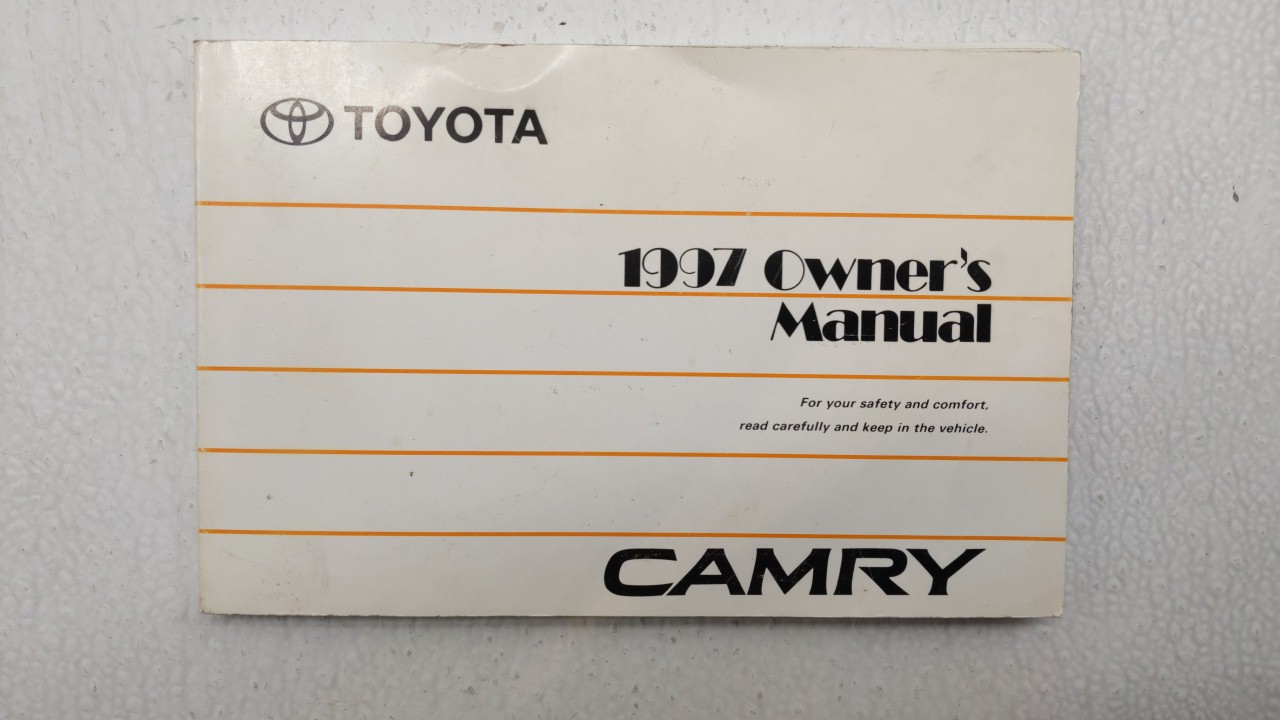 TOYOTA
1997 Owner's
Manual
For your safety and comfort,
read carefully and keep in the vehicle.
CAMRY